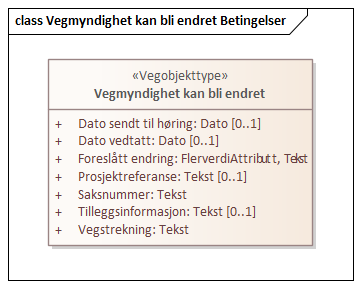 class Vegmyndighet kan bli endret Betingelser
«Vegobjekttype»
Vegmyndighet kan bli endret
+ Dato sendt til høring: Dato [0..1]
+ Dato vedtatt: Dato [0..1]
+ Foreslått endring: FlerverdiAttributt, Tekst
+ Prosjektreferanse: Tekst [0..1]
+ Saksnummer: Tekst
+ Tilleggsinformasjon: Tekst [0..1]
+ Vegstrekning: Tekst